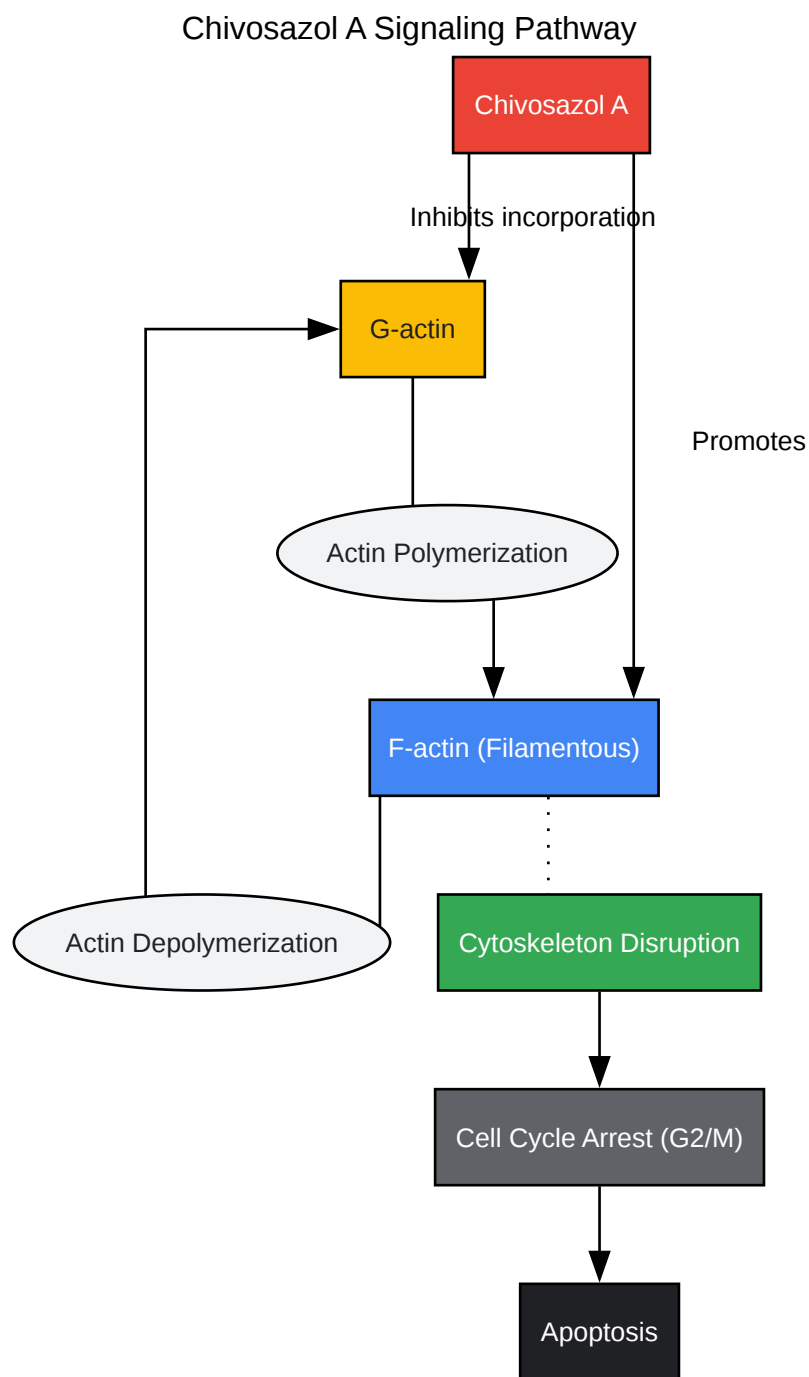 Chivosazol A Signaling Pathway
Chivosazol A
Inhibits incorporation
G-actin
Promotes
Actin Polymerization
F-actin (Filamentous)
Actin Depolymerization
Cytoskeleton Disruption
Cell Cycle Arrest (G2/M)
Apoptosis